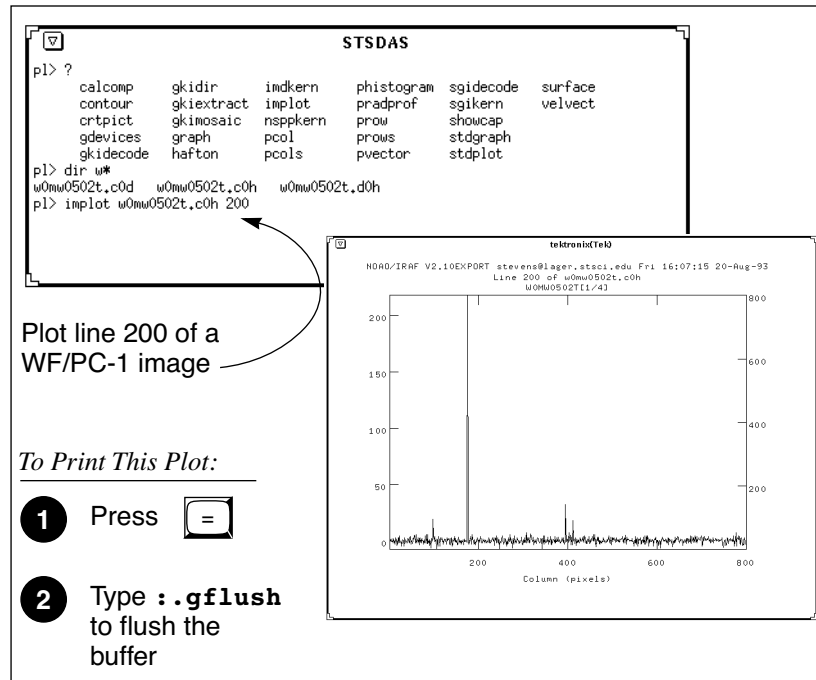 STSDAS
pl> ?
calcomp gkidir imdkern phistogram sgidecode surface
contour gkiextract implot pradprof sgikern velvect
crtpict gkimosaic nsppkern prow showcap
gdevices graph pcol prows stdgraph
gkidecode hafton pcols pvector stdplot
pl> dir w*
w0mw0502t.c0d w0mw0502t.c0h w0mw0502t.d0h
pl> implot w0mw0502t.c0h 200
Plot line 200 of a
WF/PC-1 image
tektronix(Tek)
NOAO/IRAF V2.10EXPORT stevens@lager.stsci.edu Fri 16:07:15 20-Aug-93
Line 200 of w0mw0502t.c0h
W0MW0502T[1/4]
200
150
100
50
0
800
600
400
200
200 400 600 800
Column (pixels)
To Print This Plot:
1 Press =
2 Type :.gflush
to flush the
buffer